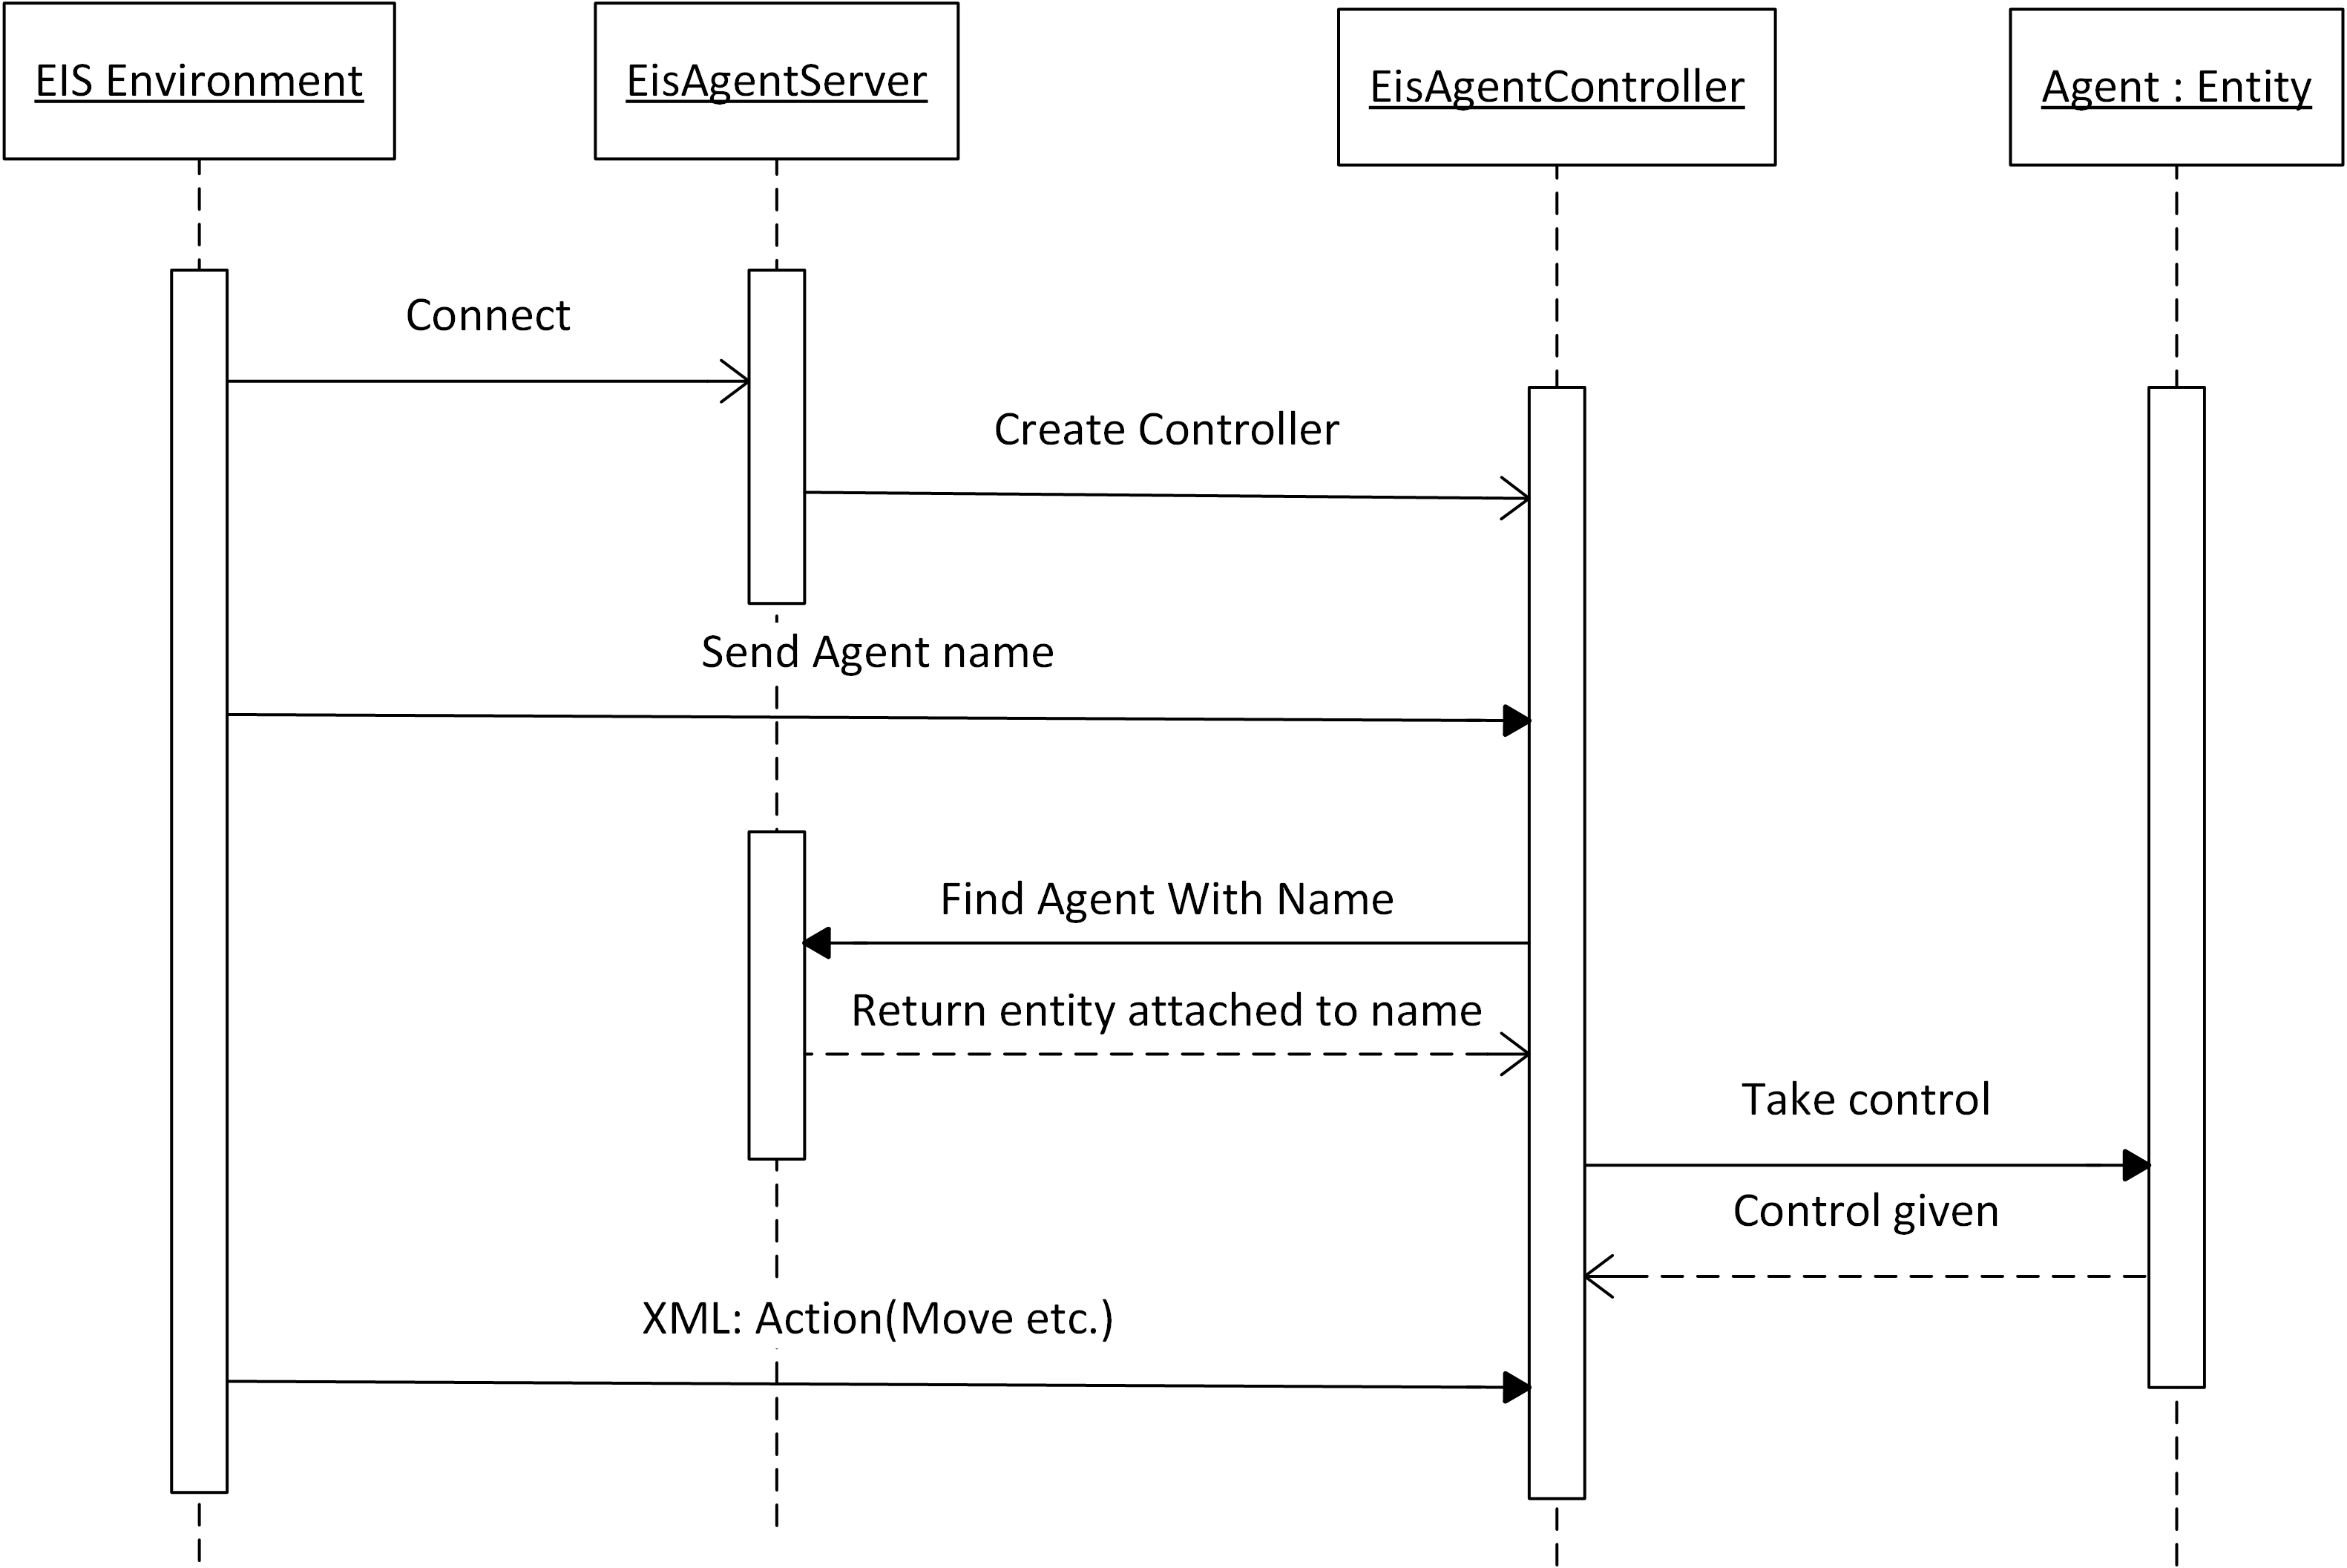 EIS Environment
EisAgentServer
EisAgentController
Agent : Entity
Connect
Create Controller
Send Agent name
Find Agent With Name
Return entity attached to name
Take control
Control given
XML: Action(Move etc.)